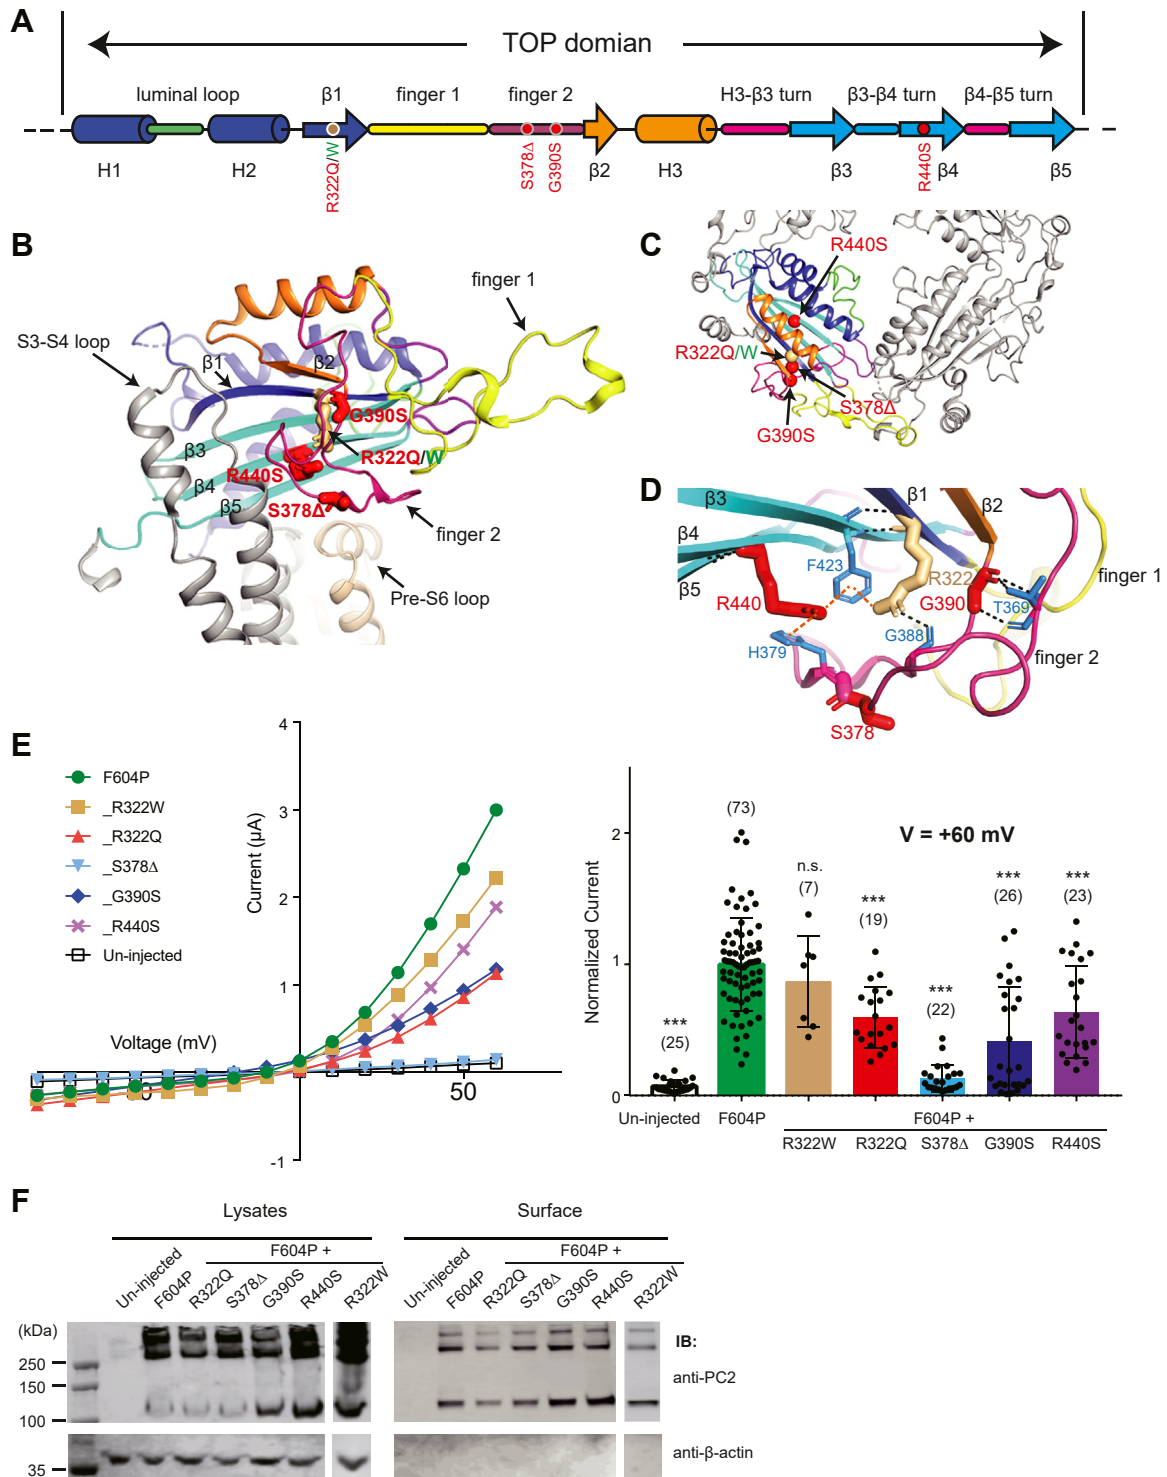 A
TOP domian
luminal loop
β1
finger 1
finger 2
H3-β3 turn
β3-β4 turn
β4-β5 turn
H1
H2
R322Q/W
S378Δ
G390S
β2
H3
β3
R440S
β4
β5
B
finger 1
S3-S4 loop
β1
β2
G390S
R322Q/W
β3
R440S
β4
β5
S378Δ
finger 2
Pre-S6 loop
C
R440S
R322Q/W
S378Δ
G390S
D
β3
β1
β2
β4
F423
R322
finger 1
β5
R440
G390
T369
G388
H379
finger 2
S378
E
F604P
_R322W
_R322Q
_S378Δ
_G390S
_R440S
Un-injected
Current (μA)
4
3
2
1
-1
Voltage (mV)
50
Normalized Current
2
1
0
V = +60 mV
(73)
n.s.
(7)
***
(19)
***
(22)
***
(26)
***
(23)
***
(25)
Un-injected
F604P
F604P +
R322W
R322Q
S378Δ
G390S
R440S
F
Lysates
Surface
F604P +
F604P +
Un-injected
F604P
R322Q
S378Δ
G390S
R440S
R322W
Un-injected
F604P
R322Q
S378Δ
G390S
R440S
R322W
(kDa)
250
150
100
35
IB:
anti-PC2
anti-β-actin